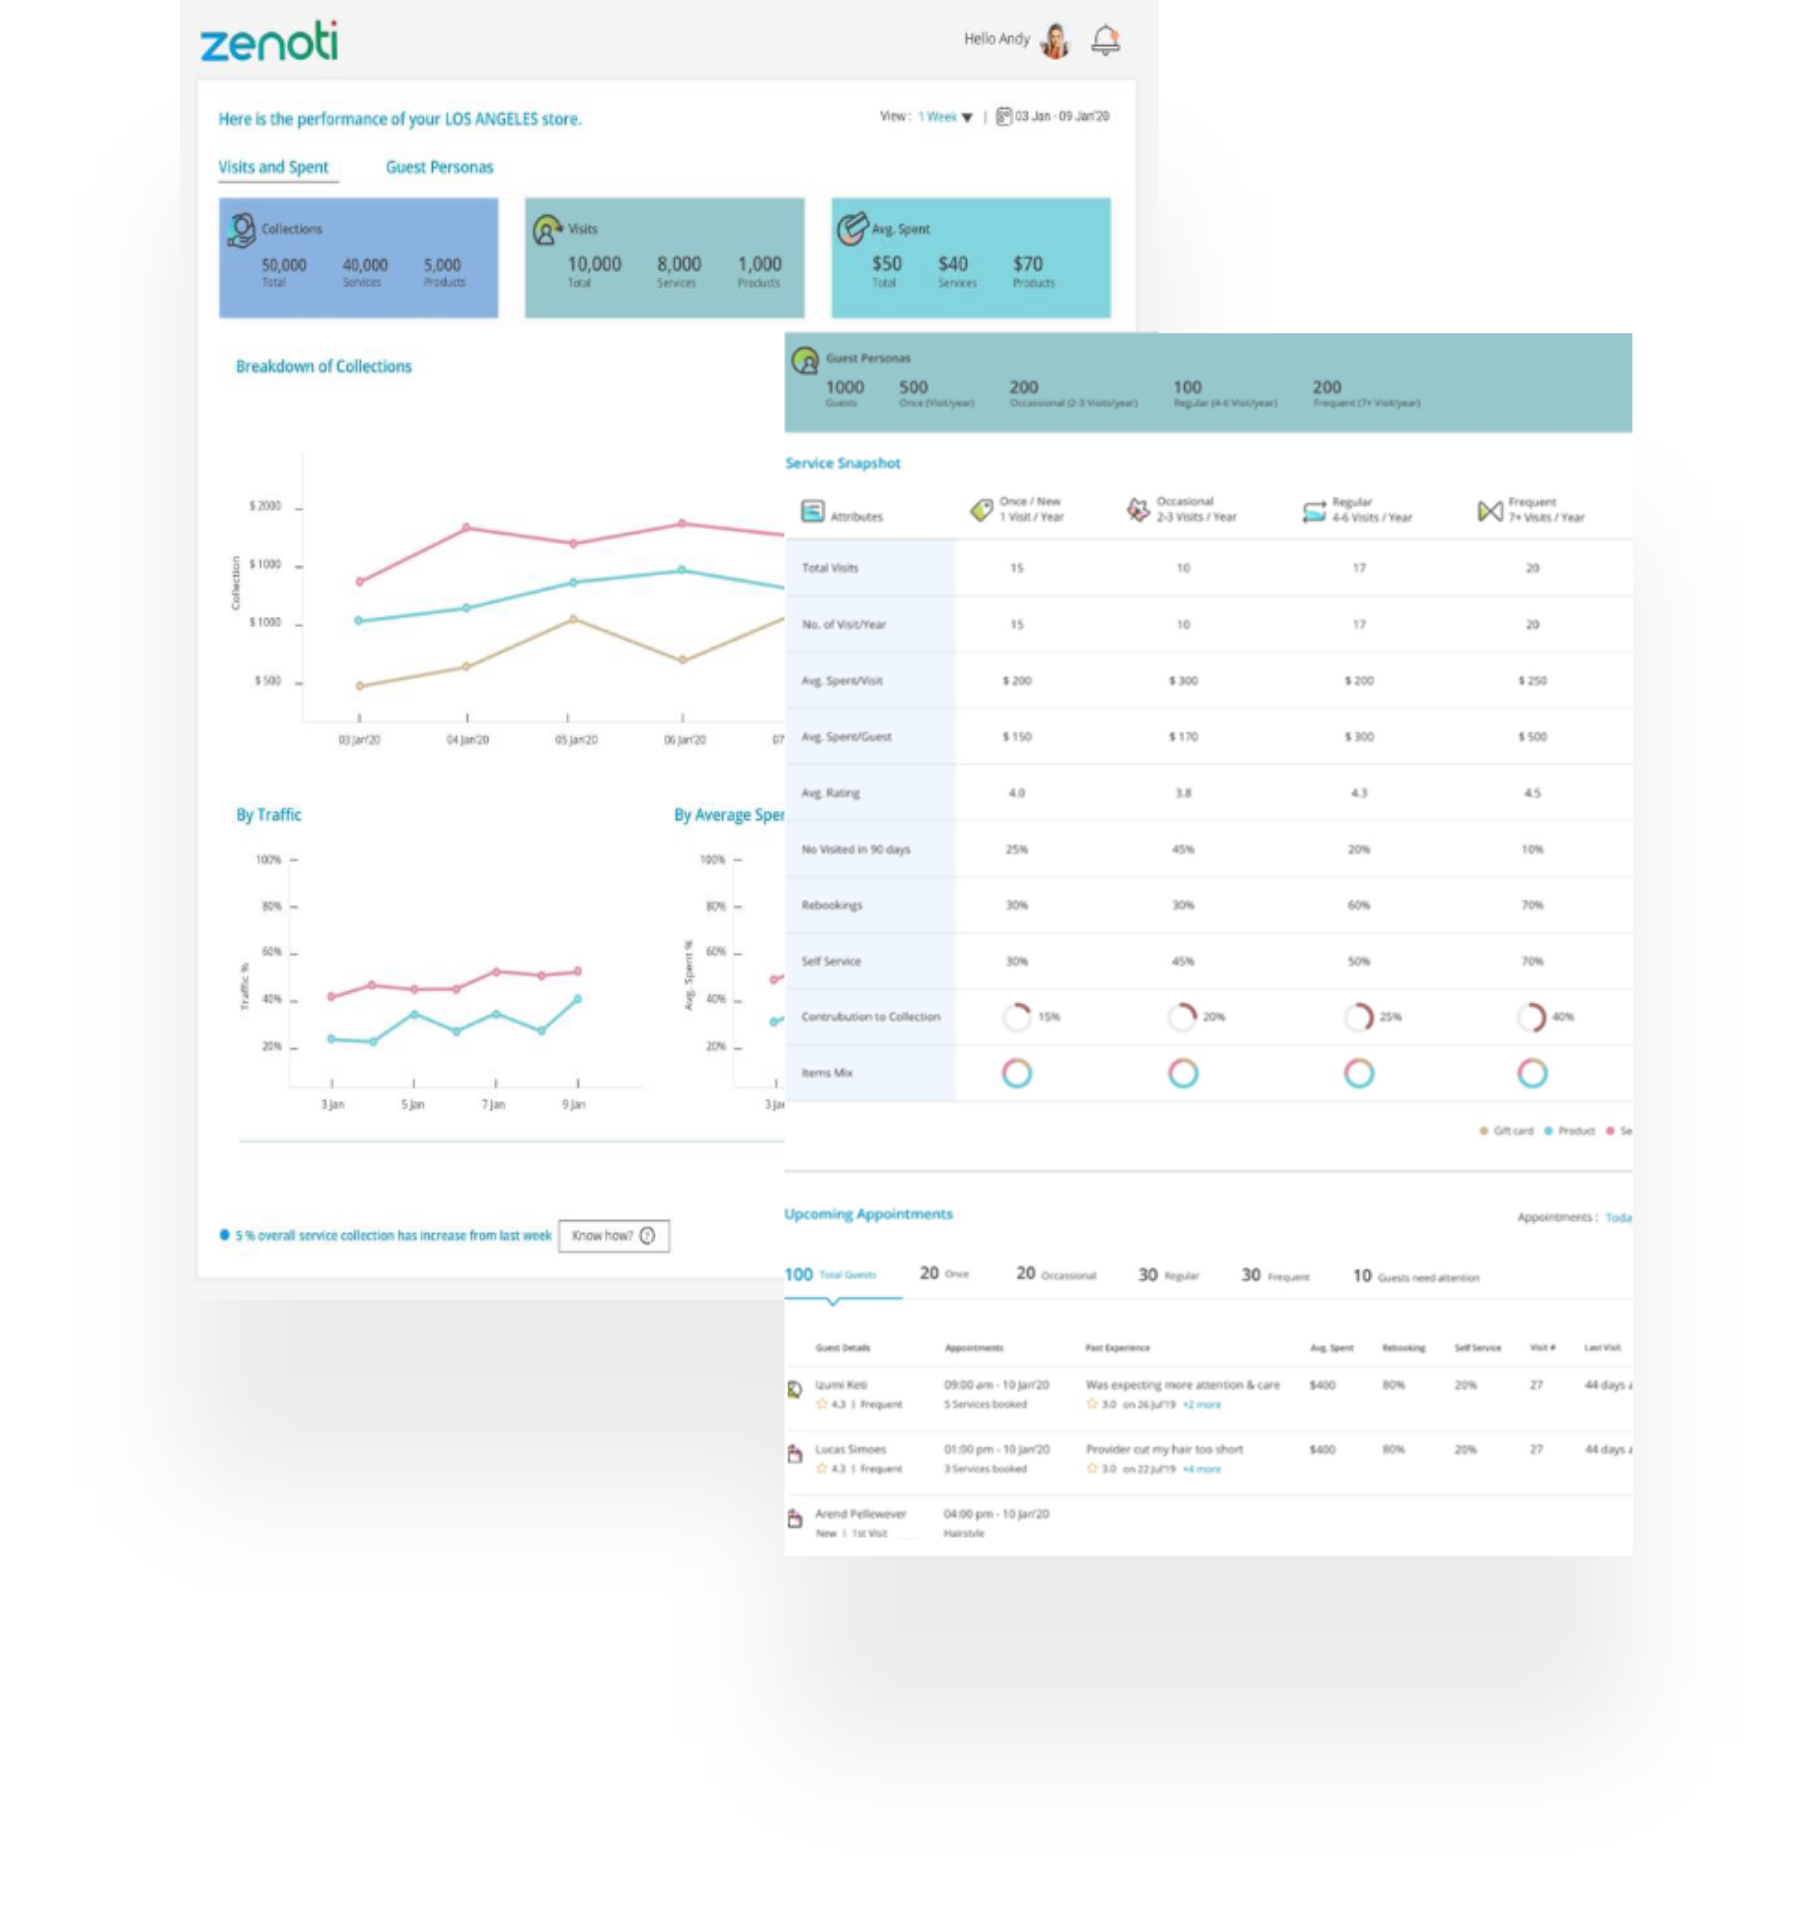 zenoti
Hello Andy
Here is the performance of your LOS ANGELES store.
View : 1 Week ▼ | 03 Jan - 09 Jan'20
Visits and Spent Guest Personas
Collections
50,000 40,000 5,000
Total Services Products
Visits
10,000 8,000 1,000
Total Services Products
Avg. Spent
$50 $40 $70
Total Services Products
Breakdown of Collections
Collection
$ 2000
$ 1000
$ 1000
$ 500
03 Jan'20 04 Jan'20 05 Jan'20 06 Jan'20 07
By Traffic
Traffic %
100%
80%
60%
40%
20%
3 Jan 5 Jan 7 Jan 9 Jan
By Average Spen
Avg. Spent %
100%
80%
60%
40%
20%
3 Jan
5 % overall service collection has increase from last week
Know how? ?
Guest Personas
1000 500 200 100 200
Guests Once (Visit/year) Occassional (2-3 Visits/year) Regular (4-6 Visit/year) Frequent (7+ Visit/year)
Service Snapshot
Attributes
Once / New
1 Visit / Year
Occasional
2-3 Visits / Year
Regular
4-6 Visits / Year
Frequent
7+ Visits / Year
Total Visits 15 10 17 20
No. of Visit/Year 15 10 17 20
Avg. Spent/Visit $ 200 $ 300 $ 200 $ 250
Avg. Spent/Guest $ 150 $ 170 $ 300 $ 500
Avg. Rating 4.0 3.8 4.3 4.5
No Visited in 90 days 25% 45% 20% 10%
Rebookings 30% 30% 60% 70%
Self Service 30% 45% 50% 70%
Contrubution to Collection 15% 20% 25% 40%
Items Mix
Gift card Product Se
Upcoming Appointments
Appointments : Toda
100 Total Guests 20 Once 20 Occassional 30 Regular 30 Frequent 10 Guests need attention
Guest Details Appointments Past Experience Avg. Spent Rebooking Self Service Visit # Last Visit
Izumi Keti 09:00 am - 10 Jan'20 Was expecting more attention & care $400 80% 20% 27 44 days a
4.3 | Frequent 5 Services booked 3.0 on 26 Jul'19 +2 more
Lucas Simoes 01:00 pm - 10 Jan'20 Provider cut my hair too short $400 80% 20% 27 44 days a
4.3 | Frequent 3 Services booked 3.0 on 22 Jul'19 +4 more
Arend Pellewever 04:00 pm - 10 Jan'20
New | 1st Visit Hairstyle